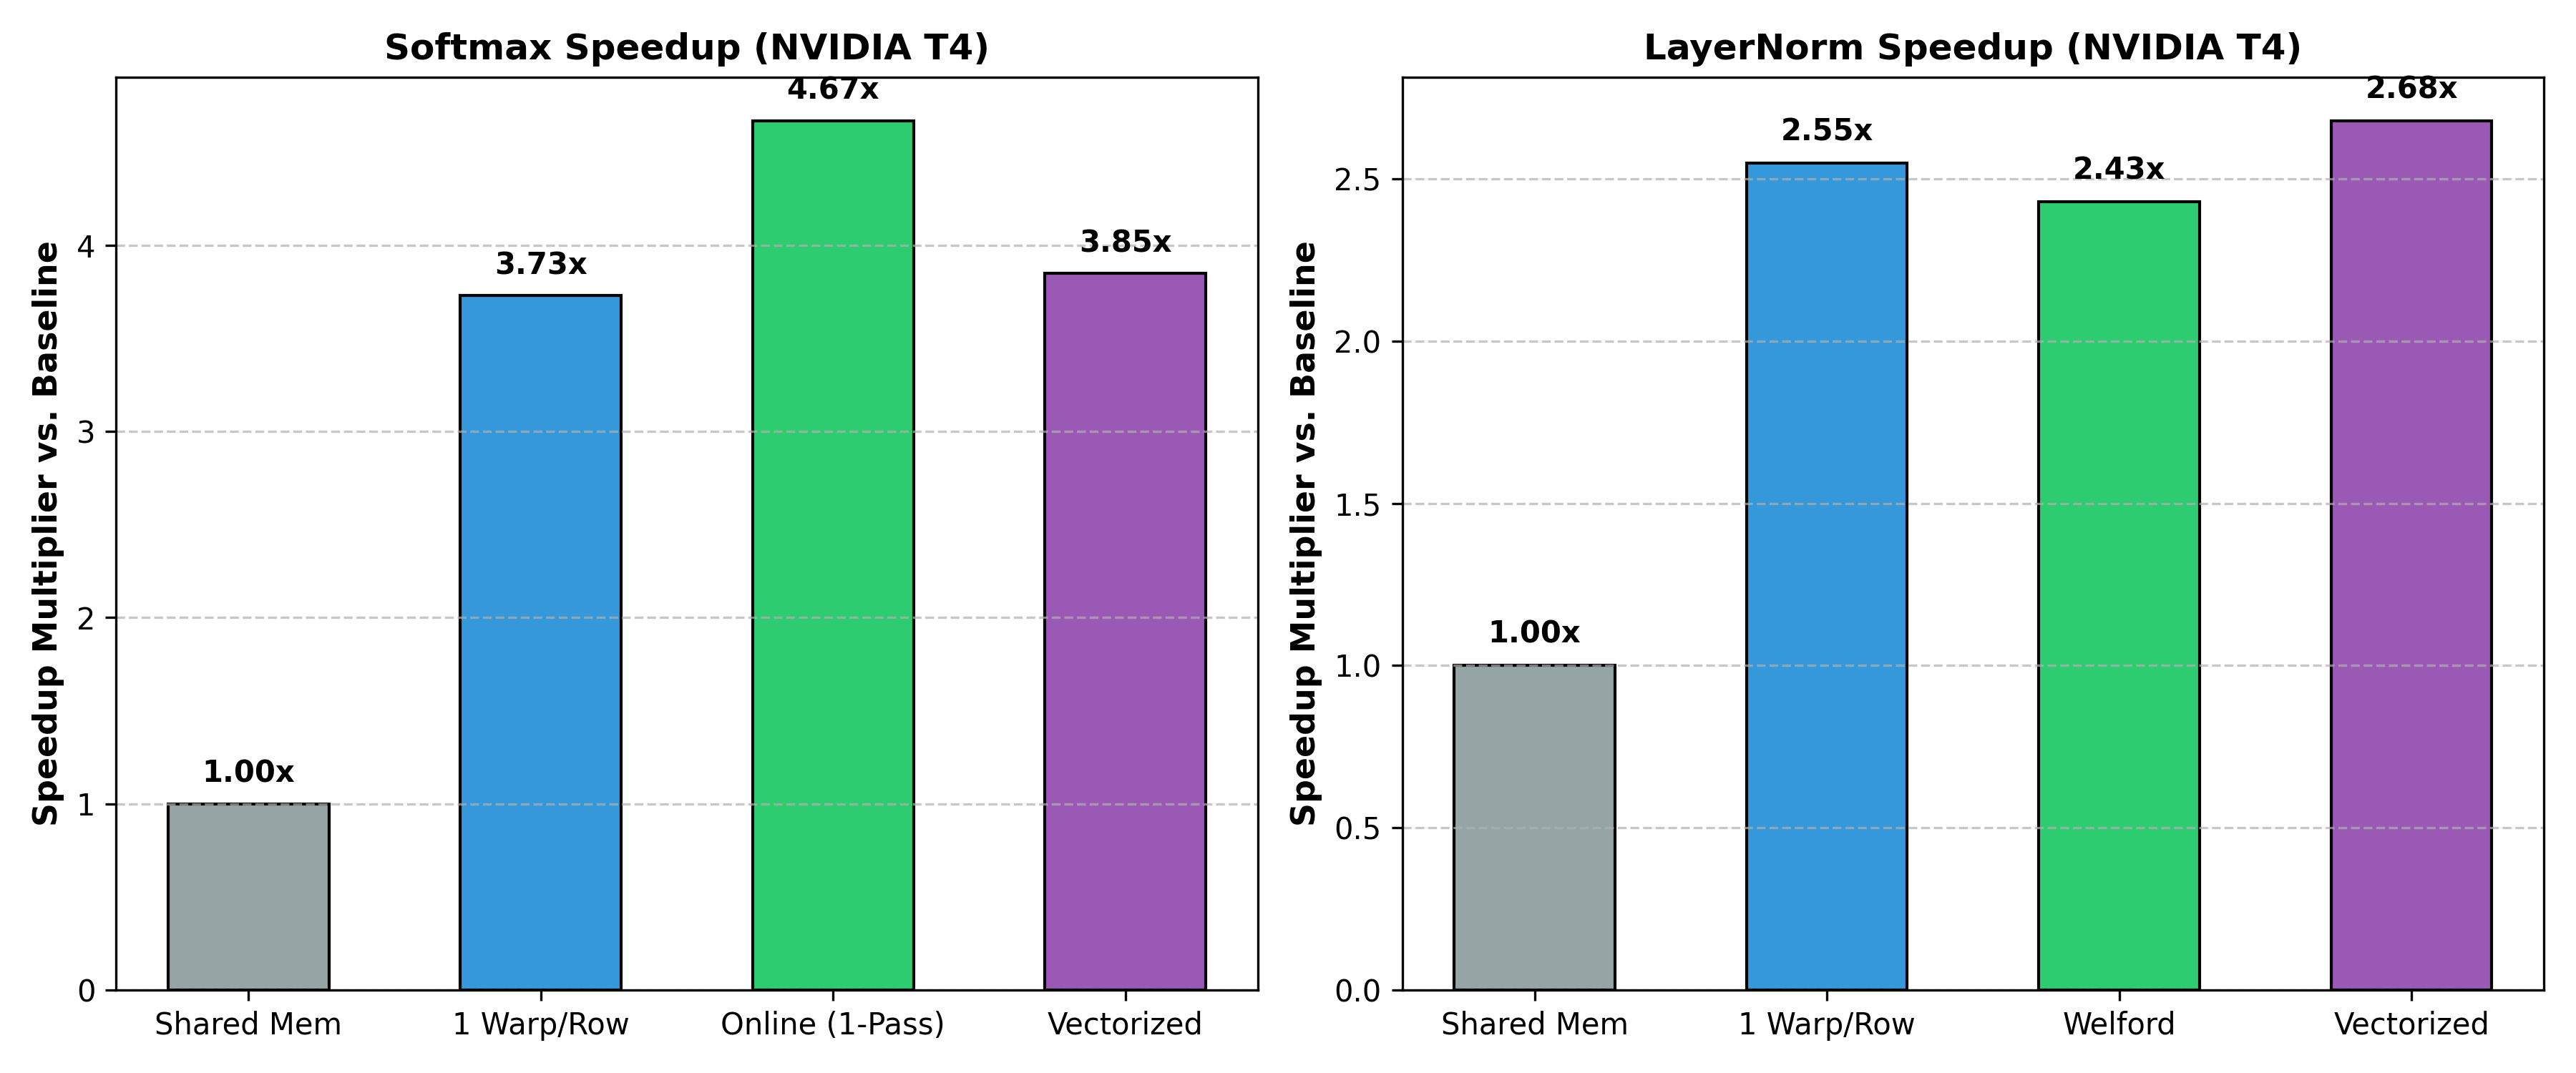 Softmax Speedup (NVIDIA T4)
Speedup Multiplier vs. Baseline
4
3
2
1
0
1.00x
3.73x
4.67x
3.85x
Shared Mem
1 Warp/Row
Online (1-Pass)
Vectorized
LayerNorm Speedup (NVIDIA T4)
Speedup Multiplier vs. Baseline
2.5
2.0
1.5
1.0
0.5
0.0
1.00x
2.55x
2.43x
2.68x
Shared Mem
1 Warp/Row
Welford
Vectorized